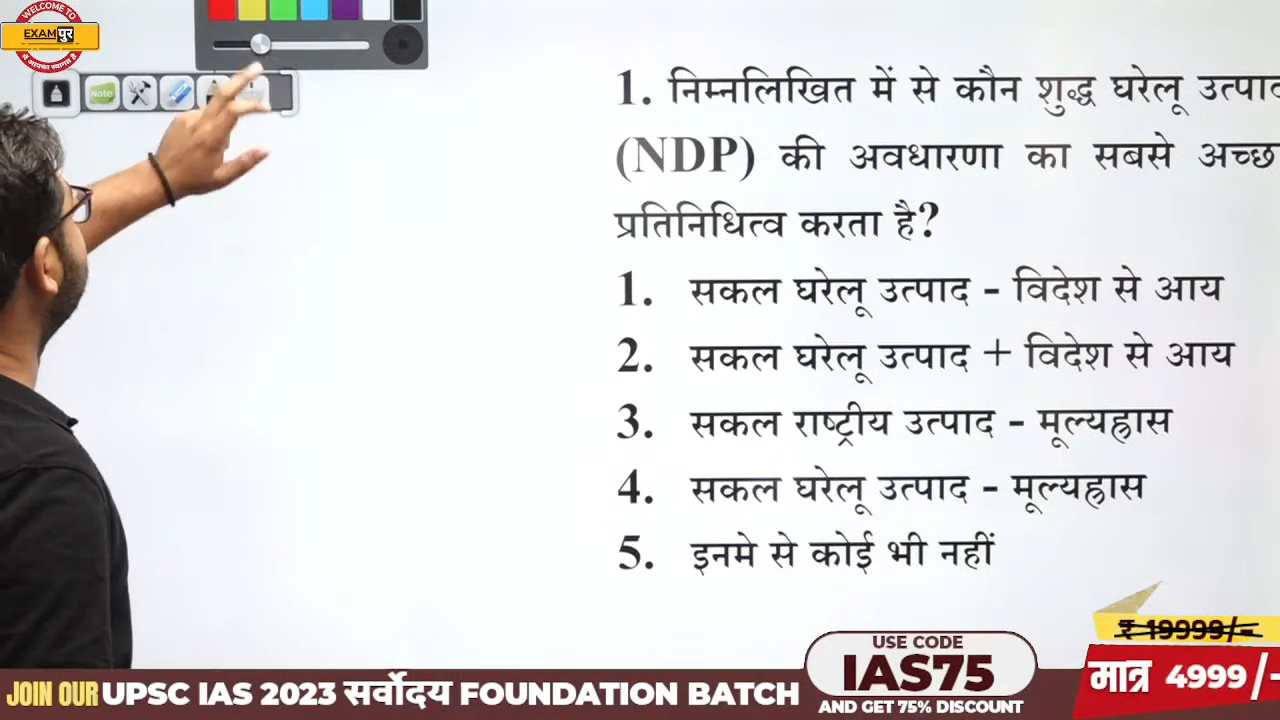 WELCOME TO
EXAM पुर
Note
1. निम्नलिखित में से कौन शुद्ध घरेलू उत्पाद
(NDP) की अवधारणा का सबसे अच्छ
प्रतिनिधित्व करता है?
1. सकल घरेलू उत्पाद - विदेश से आय
2. सकल घरेलू उत्पाद + विदेश से आय
3. सकल राष्ट्रीय उत्पाद - मूल्यह्रास
4. सकल घरेलू उत्पाद - मूल्यह्रास
5. इनमे से कोई भी नहीं
₹ 19999/-
USE CODE
IAS75
AND GET 75% DISCOUNT
मात्र 4999/-
JOIN OUR UPSC IAS 2023 सर्वोदय FOUNDATION BATCH